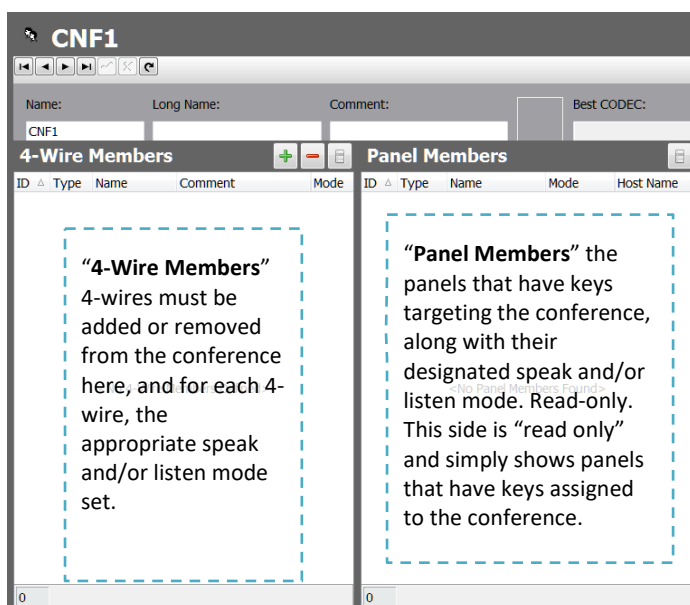 CNF1
Name: Long Name: Comment: Best CODEC:
CNF1
4-Wire Members
ID Type Name Comment Mode
“4-Wire Members”
4-wires must be
added or removed
from the conference
here, and for each 4-
wire, the
appropriate speak
and/or listen mode
set.
0
Panel Members
ID Type Name Mode Host Name
“Panel Members” the
panels that have keys
targeting the conference,
along with their
designated speak and/or
<No Panel Members Found>
listen mode. Read-only.
This side is “read only”
and simply shows panels
that have keys assigned
to the conference.
0